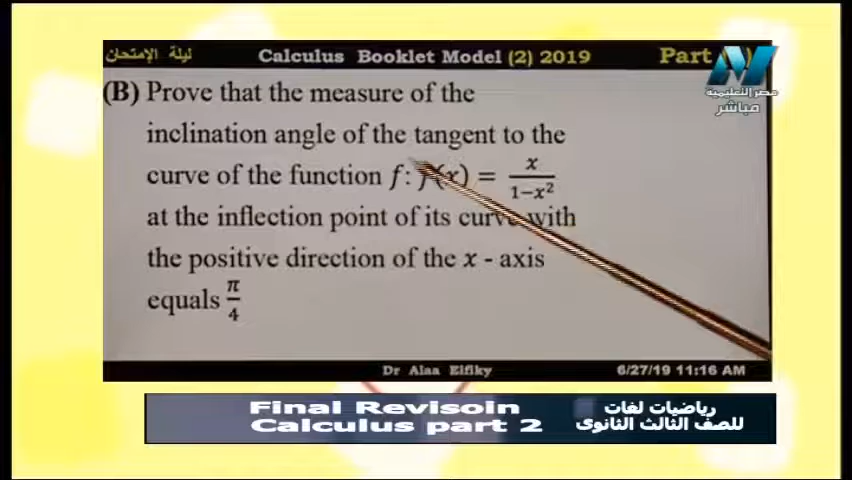 ليلة الإمتحان Calculus Booklet Model (2) 2019 Part
مصر التعليمية
مباشر
(B) Prove that the measure of the
inclination angle of the tangent to the
curve of the function f: f(x) = x/(1−x²)
at the inflection point of its curve with
the positive direction of the x - axis
equals π/4
Dr Alaa Elfiky 6/27/19 11:16 AM
Final Revisoin رياضيات لغات
Calculus part 2 للصف الثالث الثانوى